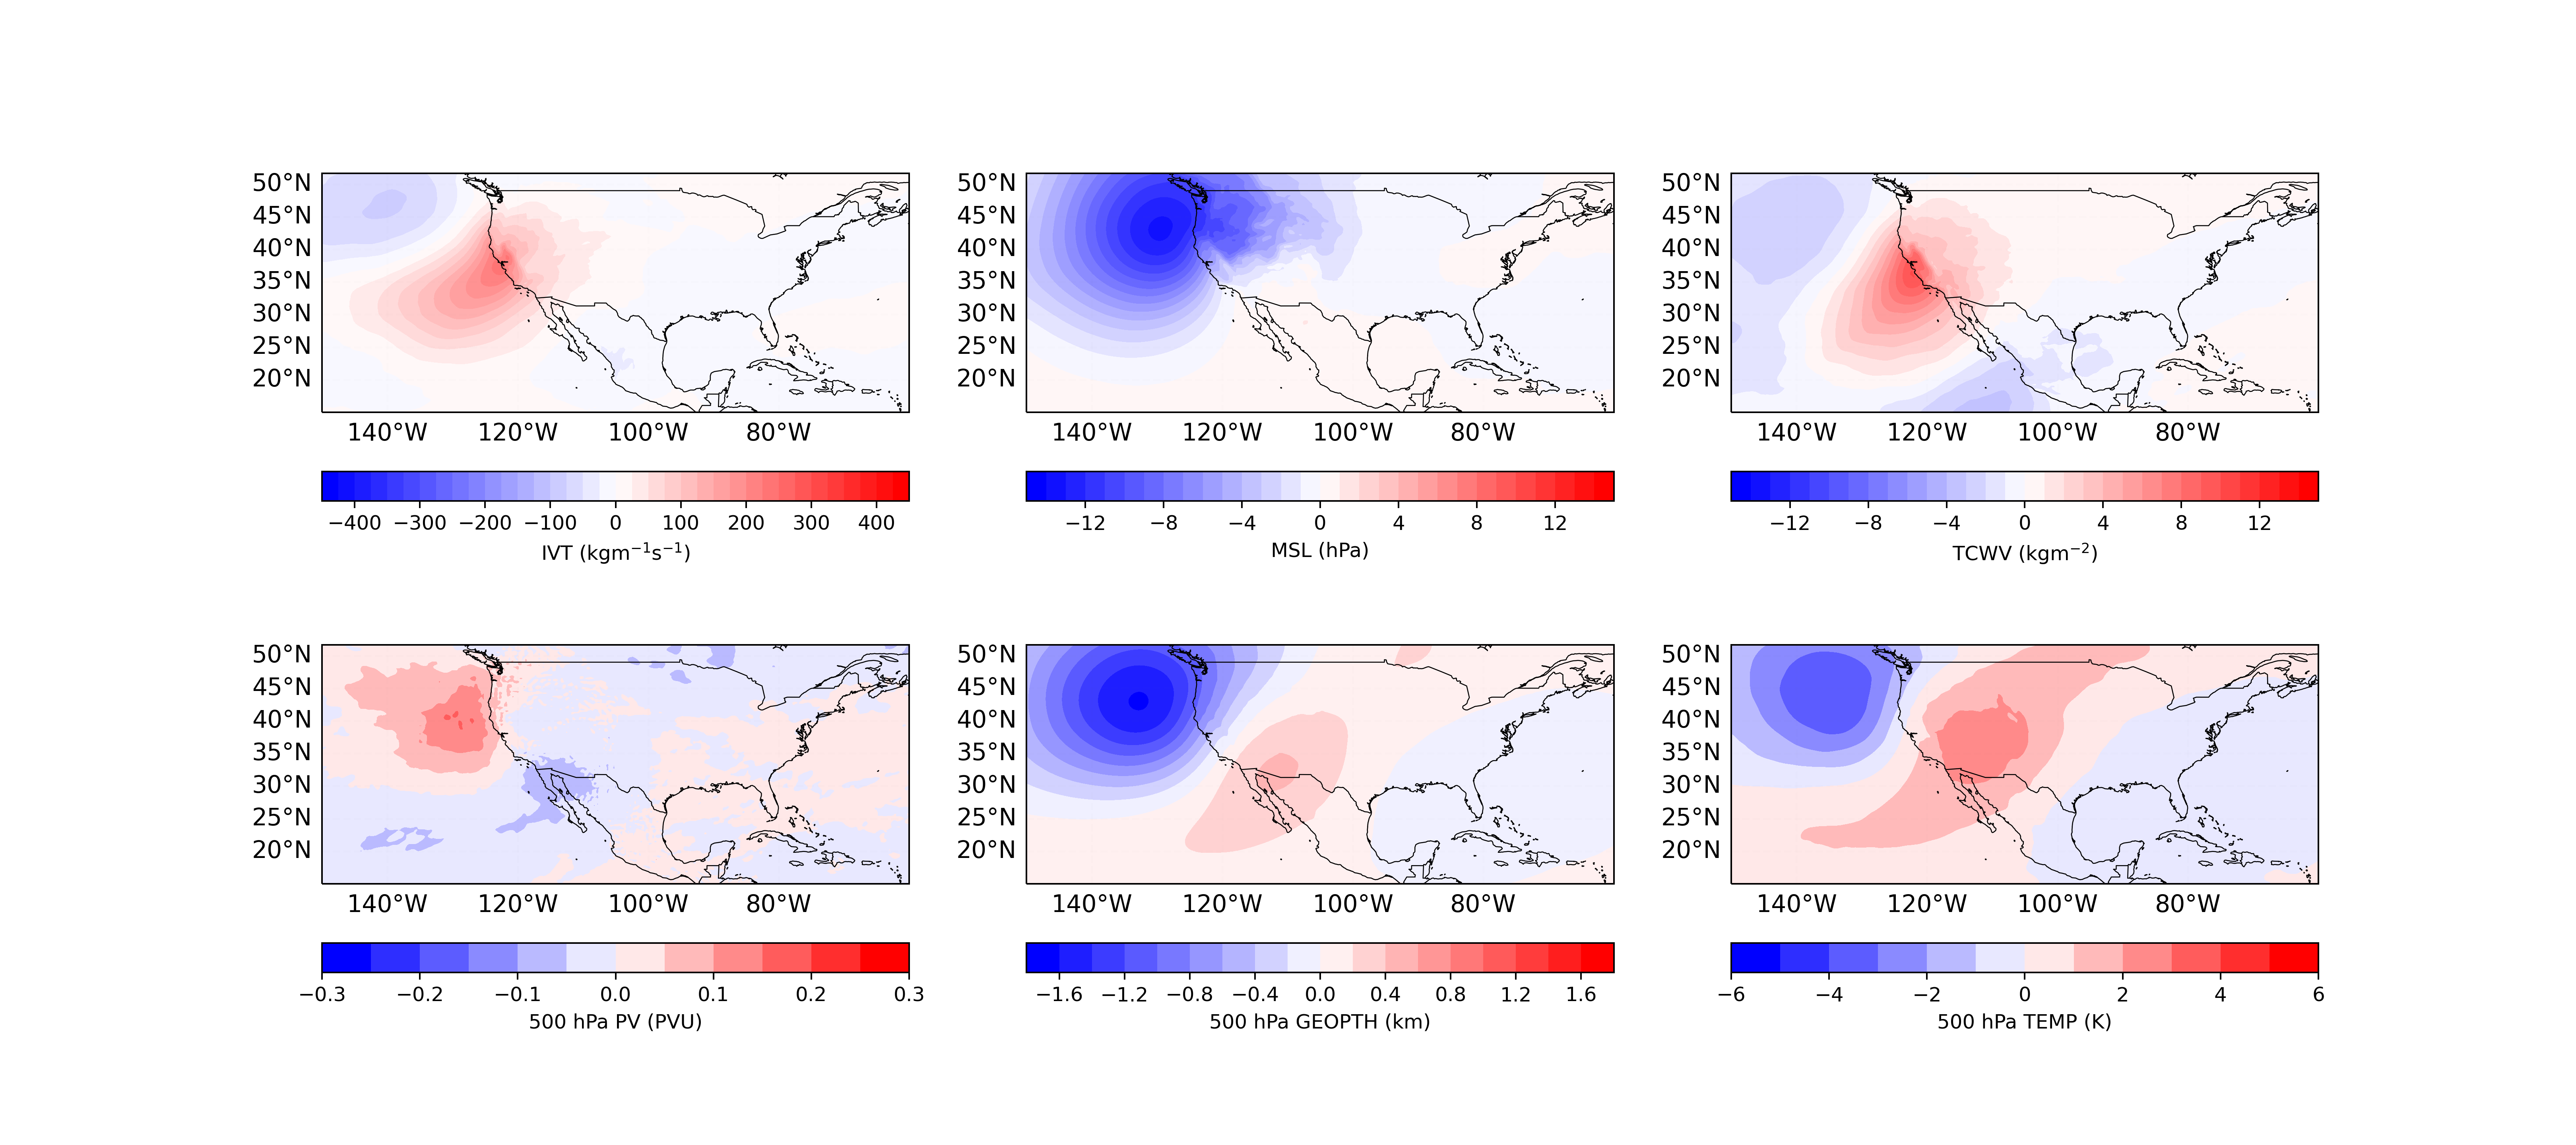 50°N 50°N 50°N
45°N 45°N 45°N
40°N 40°N 40°N
35°N 35°N 35°N
30°N 30°N 30°N
25°N 25°N 25°N
20°N 20°N 20°N
140°W 120°W 100°W 80°W 140°W 120°W 100°W 80°W 140°W 120°W 100°W 80°W
−400 −300 −200 −100 0 100 200 300 400 −12 −8 −4 0 4 8 12 −12 −8 −4 0 4 8 12
IVT (kgm⁻¹s⁻¹) MSL (hPa) TCWV (kgm⁻²)
50°N 50°N 50°N
45°N 45°N 45°N
40°N 40°N 40°N
35°N 35°N 35°N
30°N 30°N 30°N
25°N 25°N 25°N
20°N 20°N 20°N
140°W 120°W 100°W 80°W 140°W 120°W 100°W 80°W 140°W 120°W 100°W 80°W
−0.3 −0.2 −0.1 0.0 0.1 0.2 0.3 −1.6 −1.2 −0.8 −0.4 0.0 0.4 0.8 1.2 1.6 −6 −4 −2 0 2 4 6
500 hPa PV (PVU) 500 hPa GEOPTH (km) 500 hPa TEMP (K)